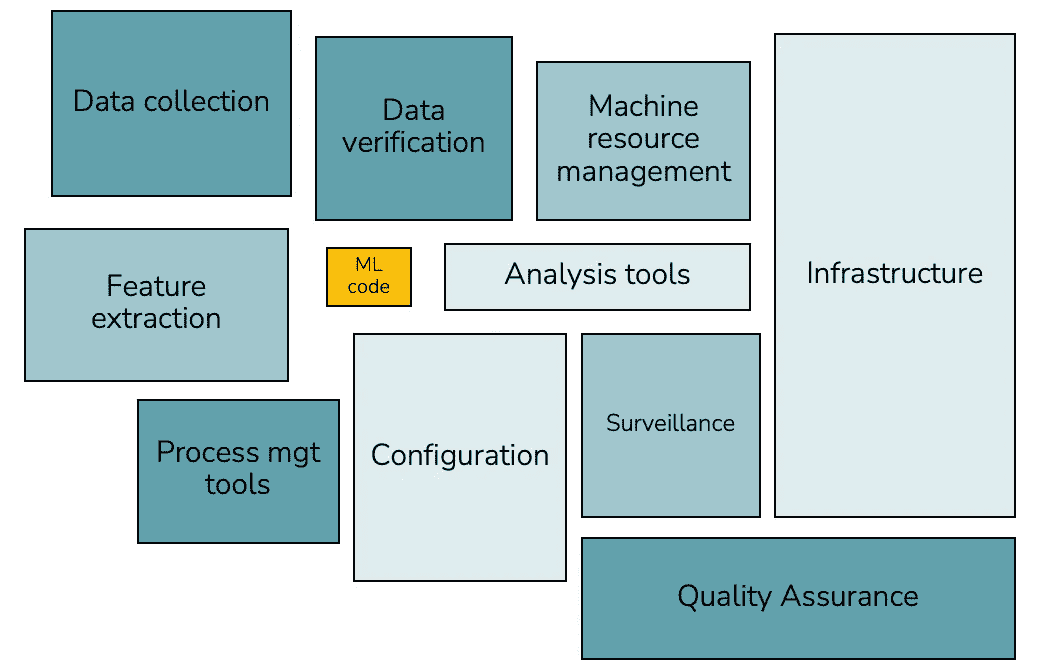 Data collection
Data
verification
Machine
resource
management
Infrastructure
Feature
extraction
ML
code
Analysis tools
Process mgt
tools
Configuration
Surveillance
Quality Assurance